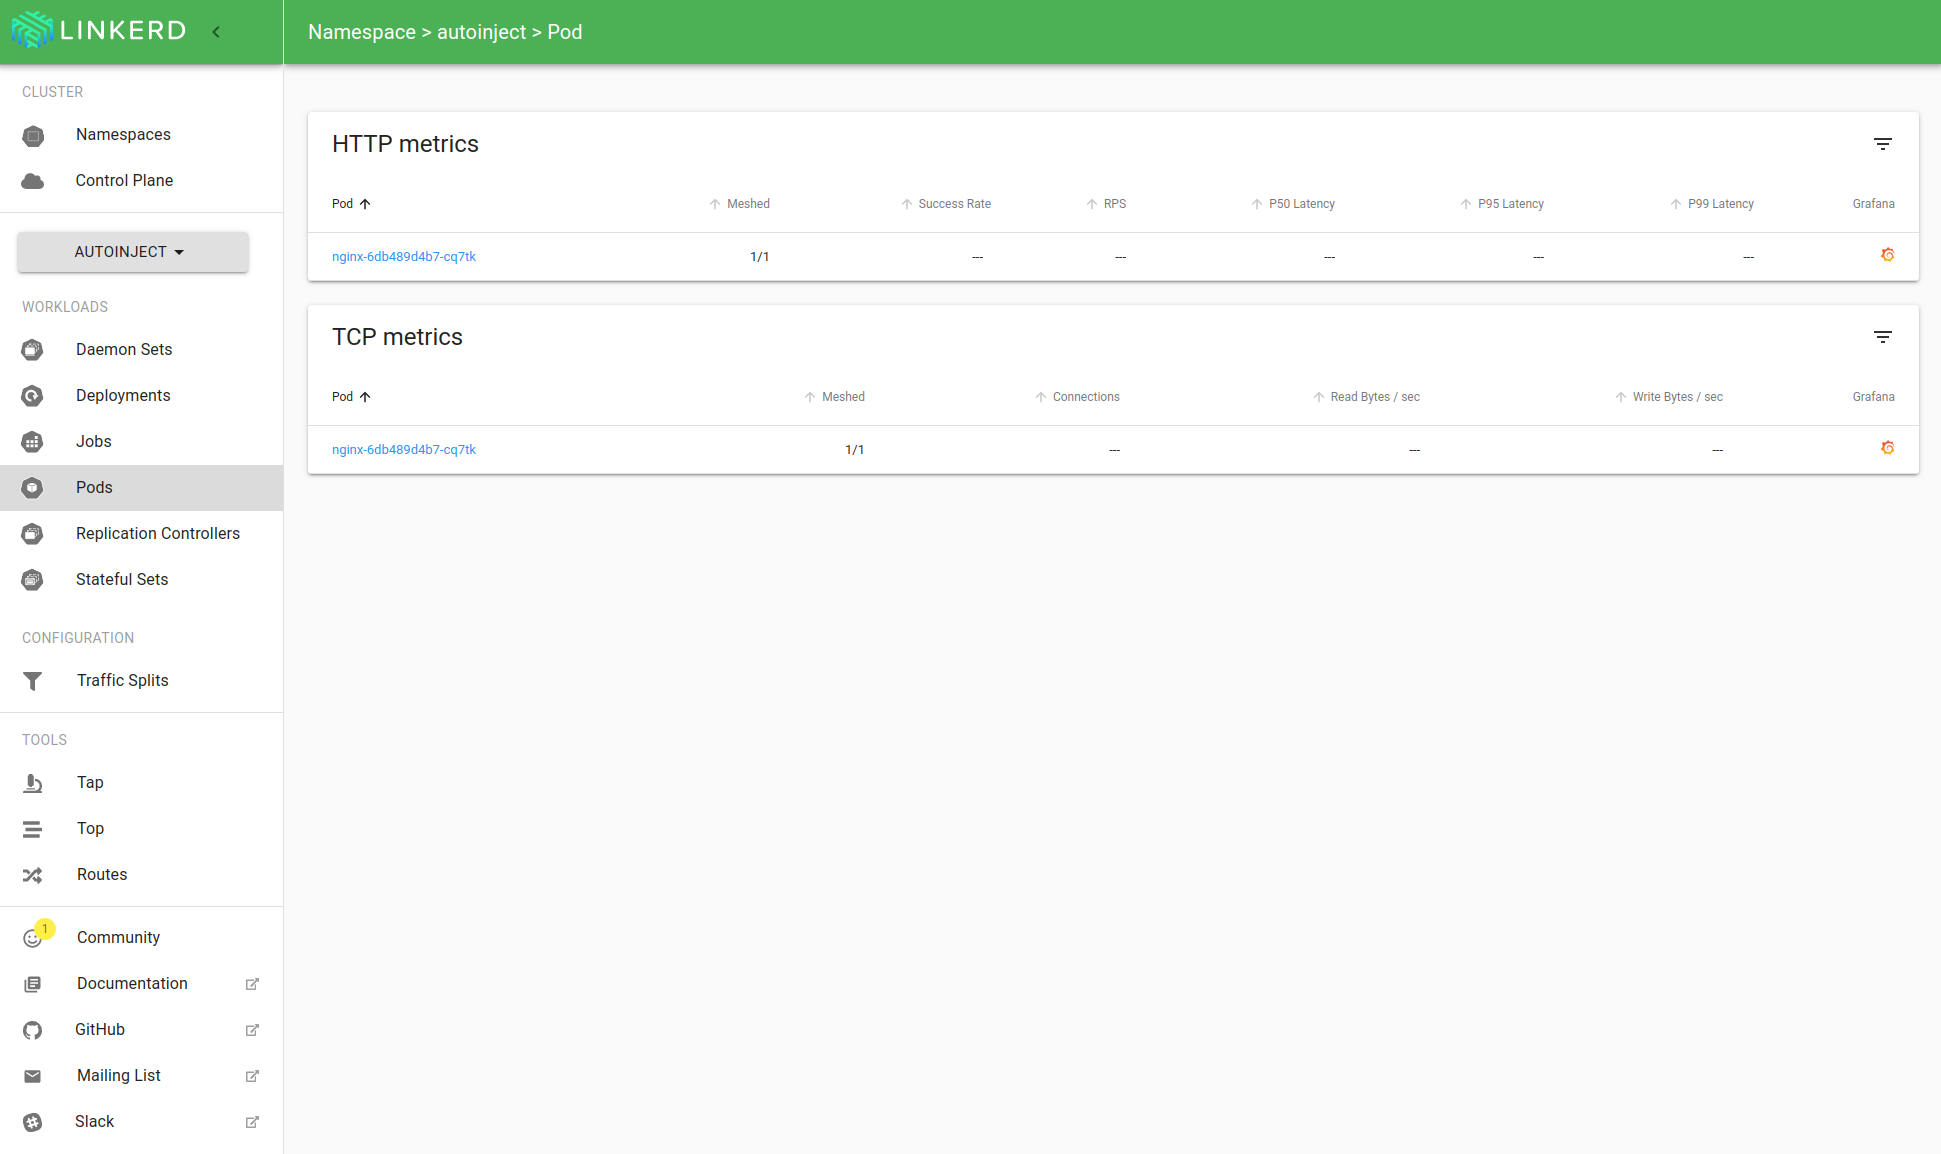 LINKERD
Namespace > autoinject > Pod
CLUSTER
Namespaces
Control Plane
AUTOINJECT
WORKLOADS
Daemon Sets
Deployments
Jobs
Pods
Replication Controllers
Stateful Sets
CONFIGURATION
Traffic Splits
TOOLS
Tap
Top
Routes
1
Community
Documentation
GitHub
Mailing List
Slack
HTTP metrics
Pod Meshed Success Rate RPS P50 Latency P95 Latency P99 Latency Grafana
nginx-6db489d4b7-cq7tk 1/1 --- --- --- --- ---
TCP metrics
Pod Meshed Connections Read Bytes / sec Write Bytes / sec Grafana
nginx-6db489d4b7-cq7tk 1/1 --- --- ---